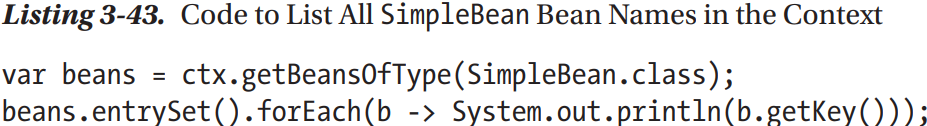 Listing 3-43. Code to List All SimpleBean Bean Names in the Context
var beans = ctx.getBeansOfType(SimpleBean.class);
beans.entrySet().forEach(b -> System.out.println(b.getKey()));